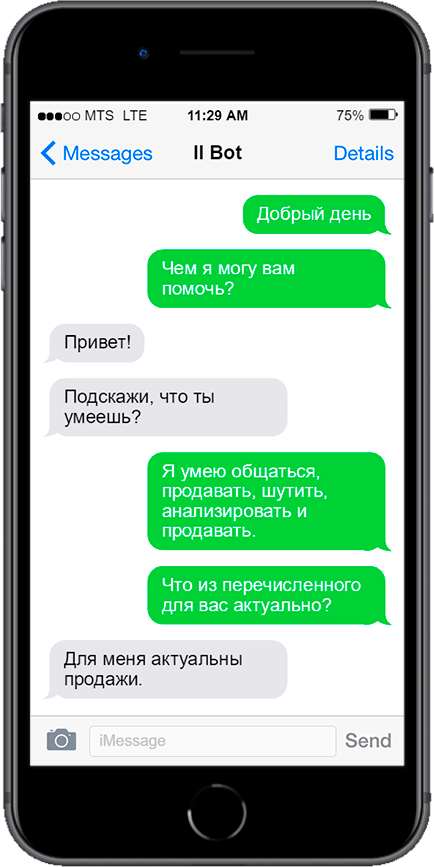 MTS LTE 11:29 AM 75%
Messages II Bot Details
Добрый день
Чем я могу вам
помочь?
Привет!
Подскажи, что ты
умеешь?
Я умею общаться,
продавать, шутить,
анализировать и
продавать.
Что из перечисленного
для вас актуально?
Для меня актуальны
продажи.
iMessage Send